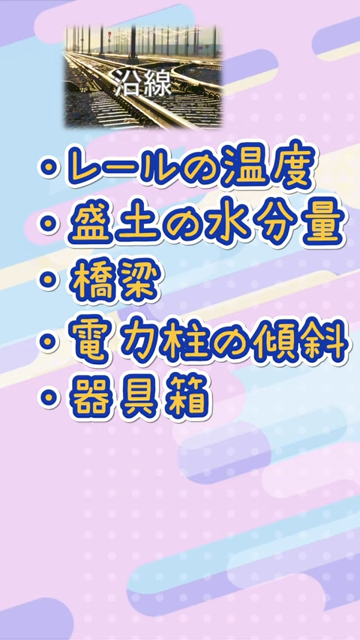 沿線
・レールの温度
・盛土の水分量
・橋梁
・電力柱の傾斜
・器具箱